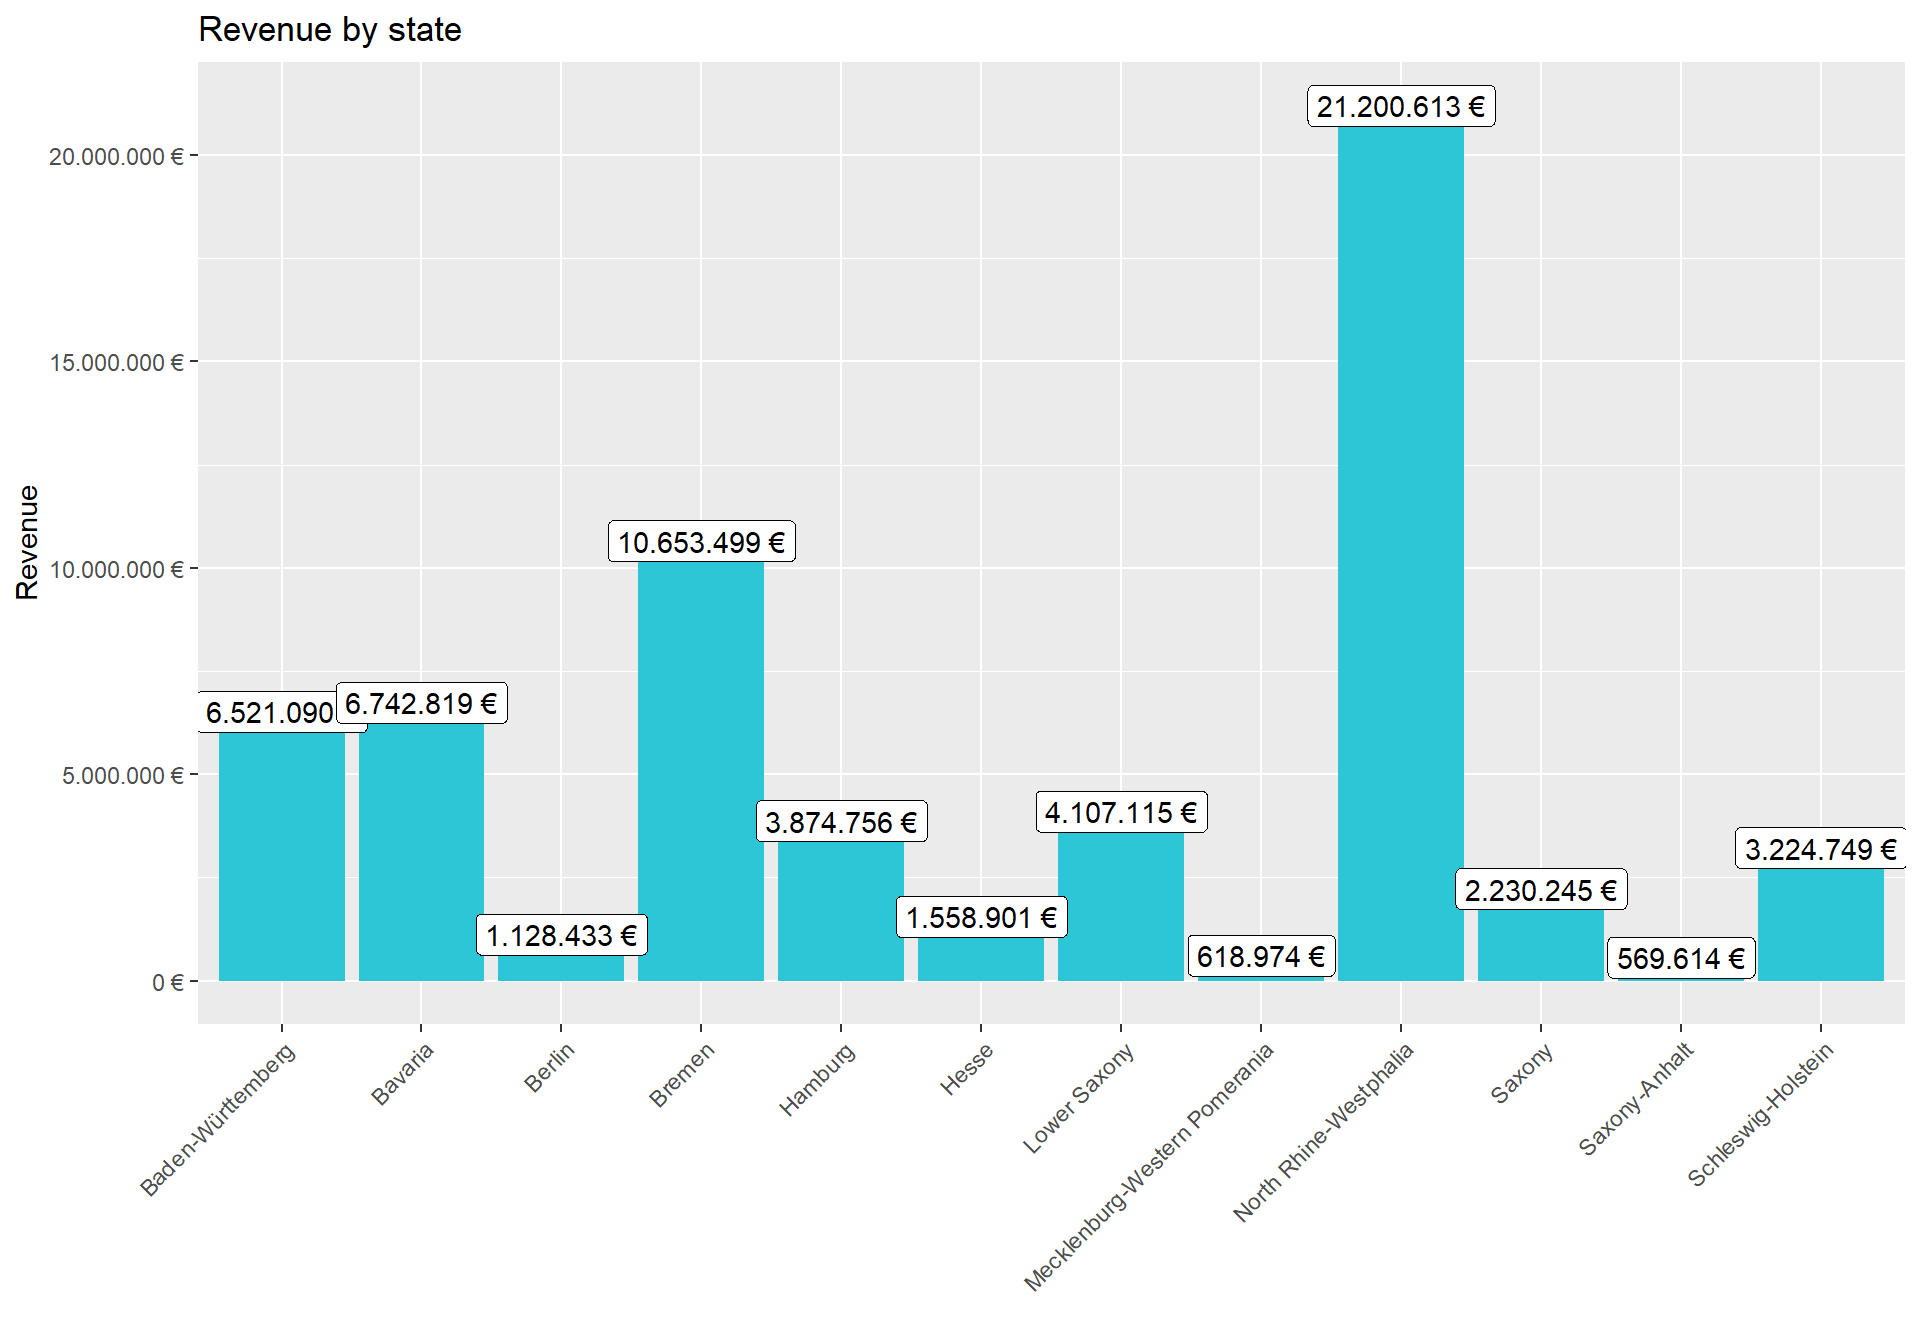 Revenue by state
Revenue
20.000.000 €
15.000.000 €
10.000.000 €
5.000.000 €
0 €
6.521.090
6.742.819 €
1.128.433 €
10.653.499 €
3.874.756 €
1.558.901 €
4.107.115 €
618.974 €
21.200.613 €
2.230.245 €
569.614 €
3.224.749 €
Baden-Württemberg
Bavaria
Berlin
Bremen
Hamburg
Hesse
Lower Saxony
Mecklenburg-Western Pomerania
North Rhine-Westphalia
Saxony
Saxony-Anhalt
Schleswig-Holstein